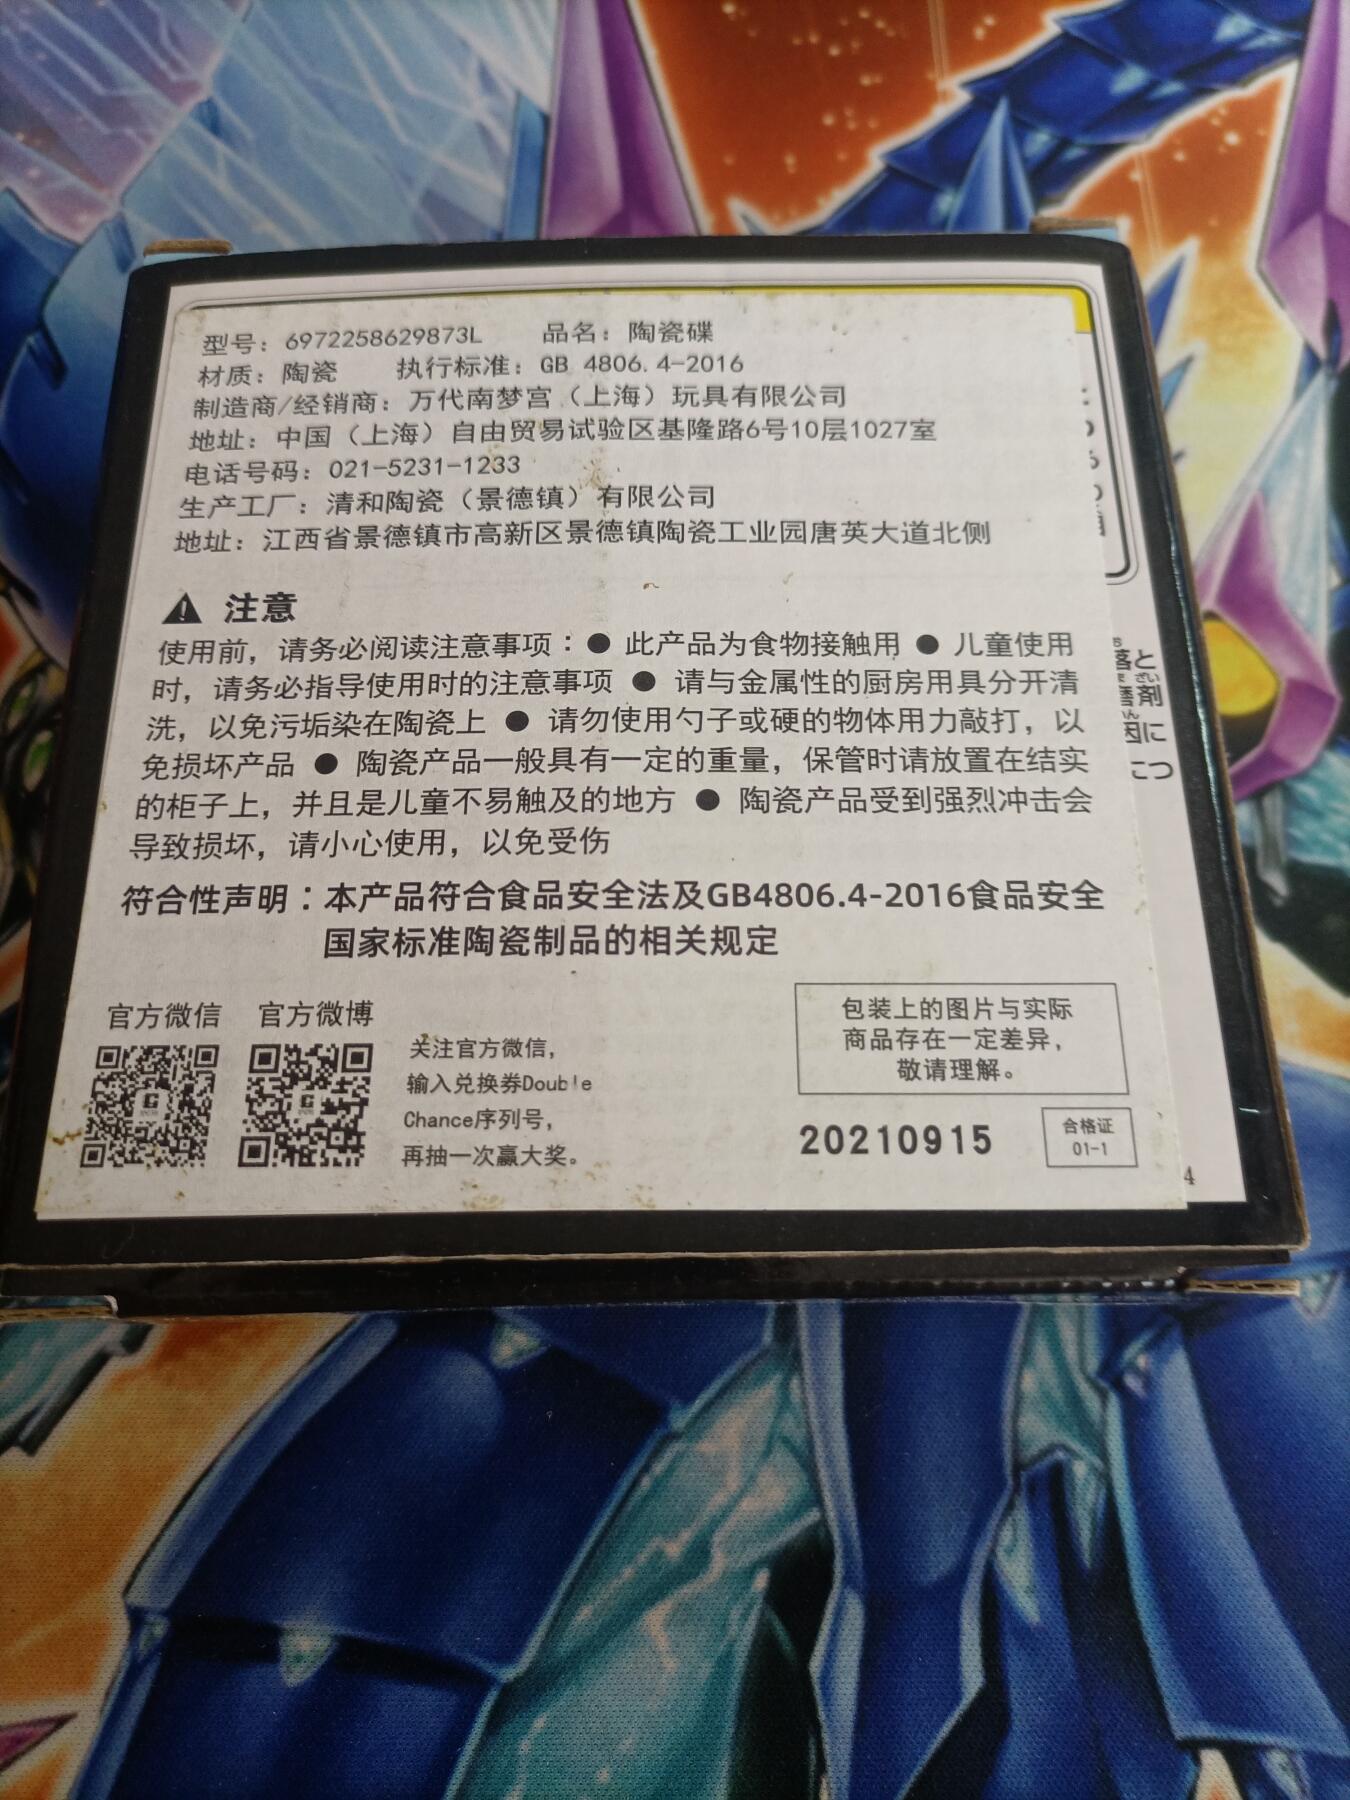 型号：6972258629873L 品名：陶瓷碟
材质：陶瓷 执行标准：GB 4806.4-2016
制造商/经销商：万代南梦宫（上海）玩具有限公司
地址：中国（上海）自由贸易试验区基隆路6号10层1027室
电话号码：021-5231-1233
生产工厂：清和陶瓷（景德镇）有限公司
地址：江西省景德镇市高新区景德镇陶瓷工业园唐英大道北侧
注意
使用前，请务必阅读注意事项：● 此产品为食物接触用 ● 儿童使用
时，请务必指导使用时的注意事项 ● 请与金属性的厨房用具分开清
洗，以免污垢染在陶瓷上 ● 请勿使用勺子或硬的物体用力敲打，以
免损坏产品 ● 陶瓷产品一般具有一定的重量，保管时请放置在结实
的柜子上，并且是儿童不易触及的地方 ● 陶瓷产品受到强烈冲击会
导致损坏，请小心使用，以免受伤
符合性声明：本产品符合食品安全法及GB4806.4-2016食品安全
国家标准陶瓷制品的相关规定
官方微信 官方微博
关注官方微信，
输入兑换券Double
Chance序列号，
再抽一次赢大奖。
包装上的图片与实际
商品存在一定差异，
敬请理解。
20210915
合格证
01-1
落と
剤
因に
につ
4